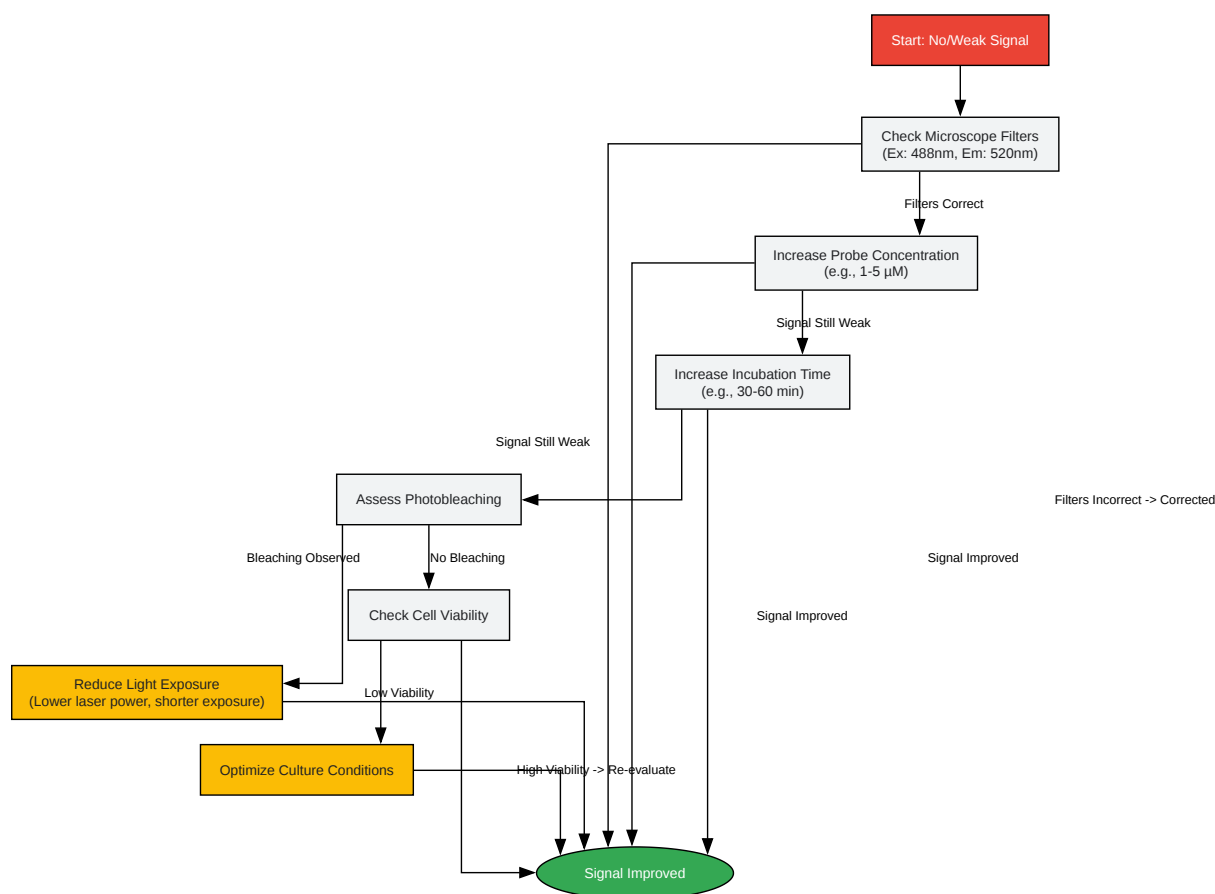 Start: No/Weak Signal
Check Microscope Filters
(Ex: 488nm, Em: 520nm)
Filters Correct
Increase Probe Concentration
(e.g., 1-5 µM)
Signal Still Weak
Increase Incubation Time
(e.g., 30-60 min)
Signal Still Weak
Assess Photobleaching
Filters Incorrect -> Corrected
Bleaching Observed
No Bleaching
Signal Improved
Check Cell Viability
Signal Improved
Reduce Light Exposure
(Lower laser power, shorter exposure)
Low Viability
Optimize Culture Conditions
High Viability -> Re-evaluate
Signal Improved